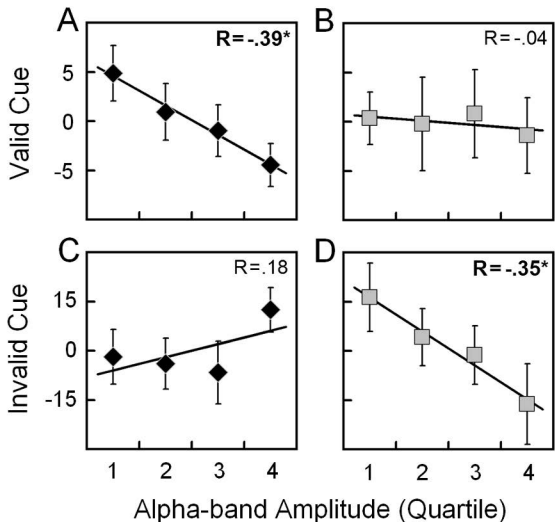 A
R=-.39*
B
R=-.04
Valid Cue
5
0
-5
C
R=.18
D
R=-.35*
Invalid Cue
15
0
-15
1 2 3 4
1 2 3 4
Alpha-band Amplitude (Quartile)